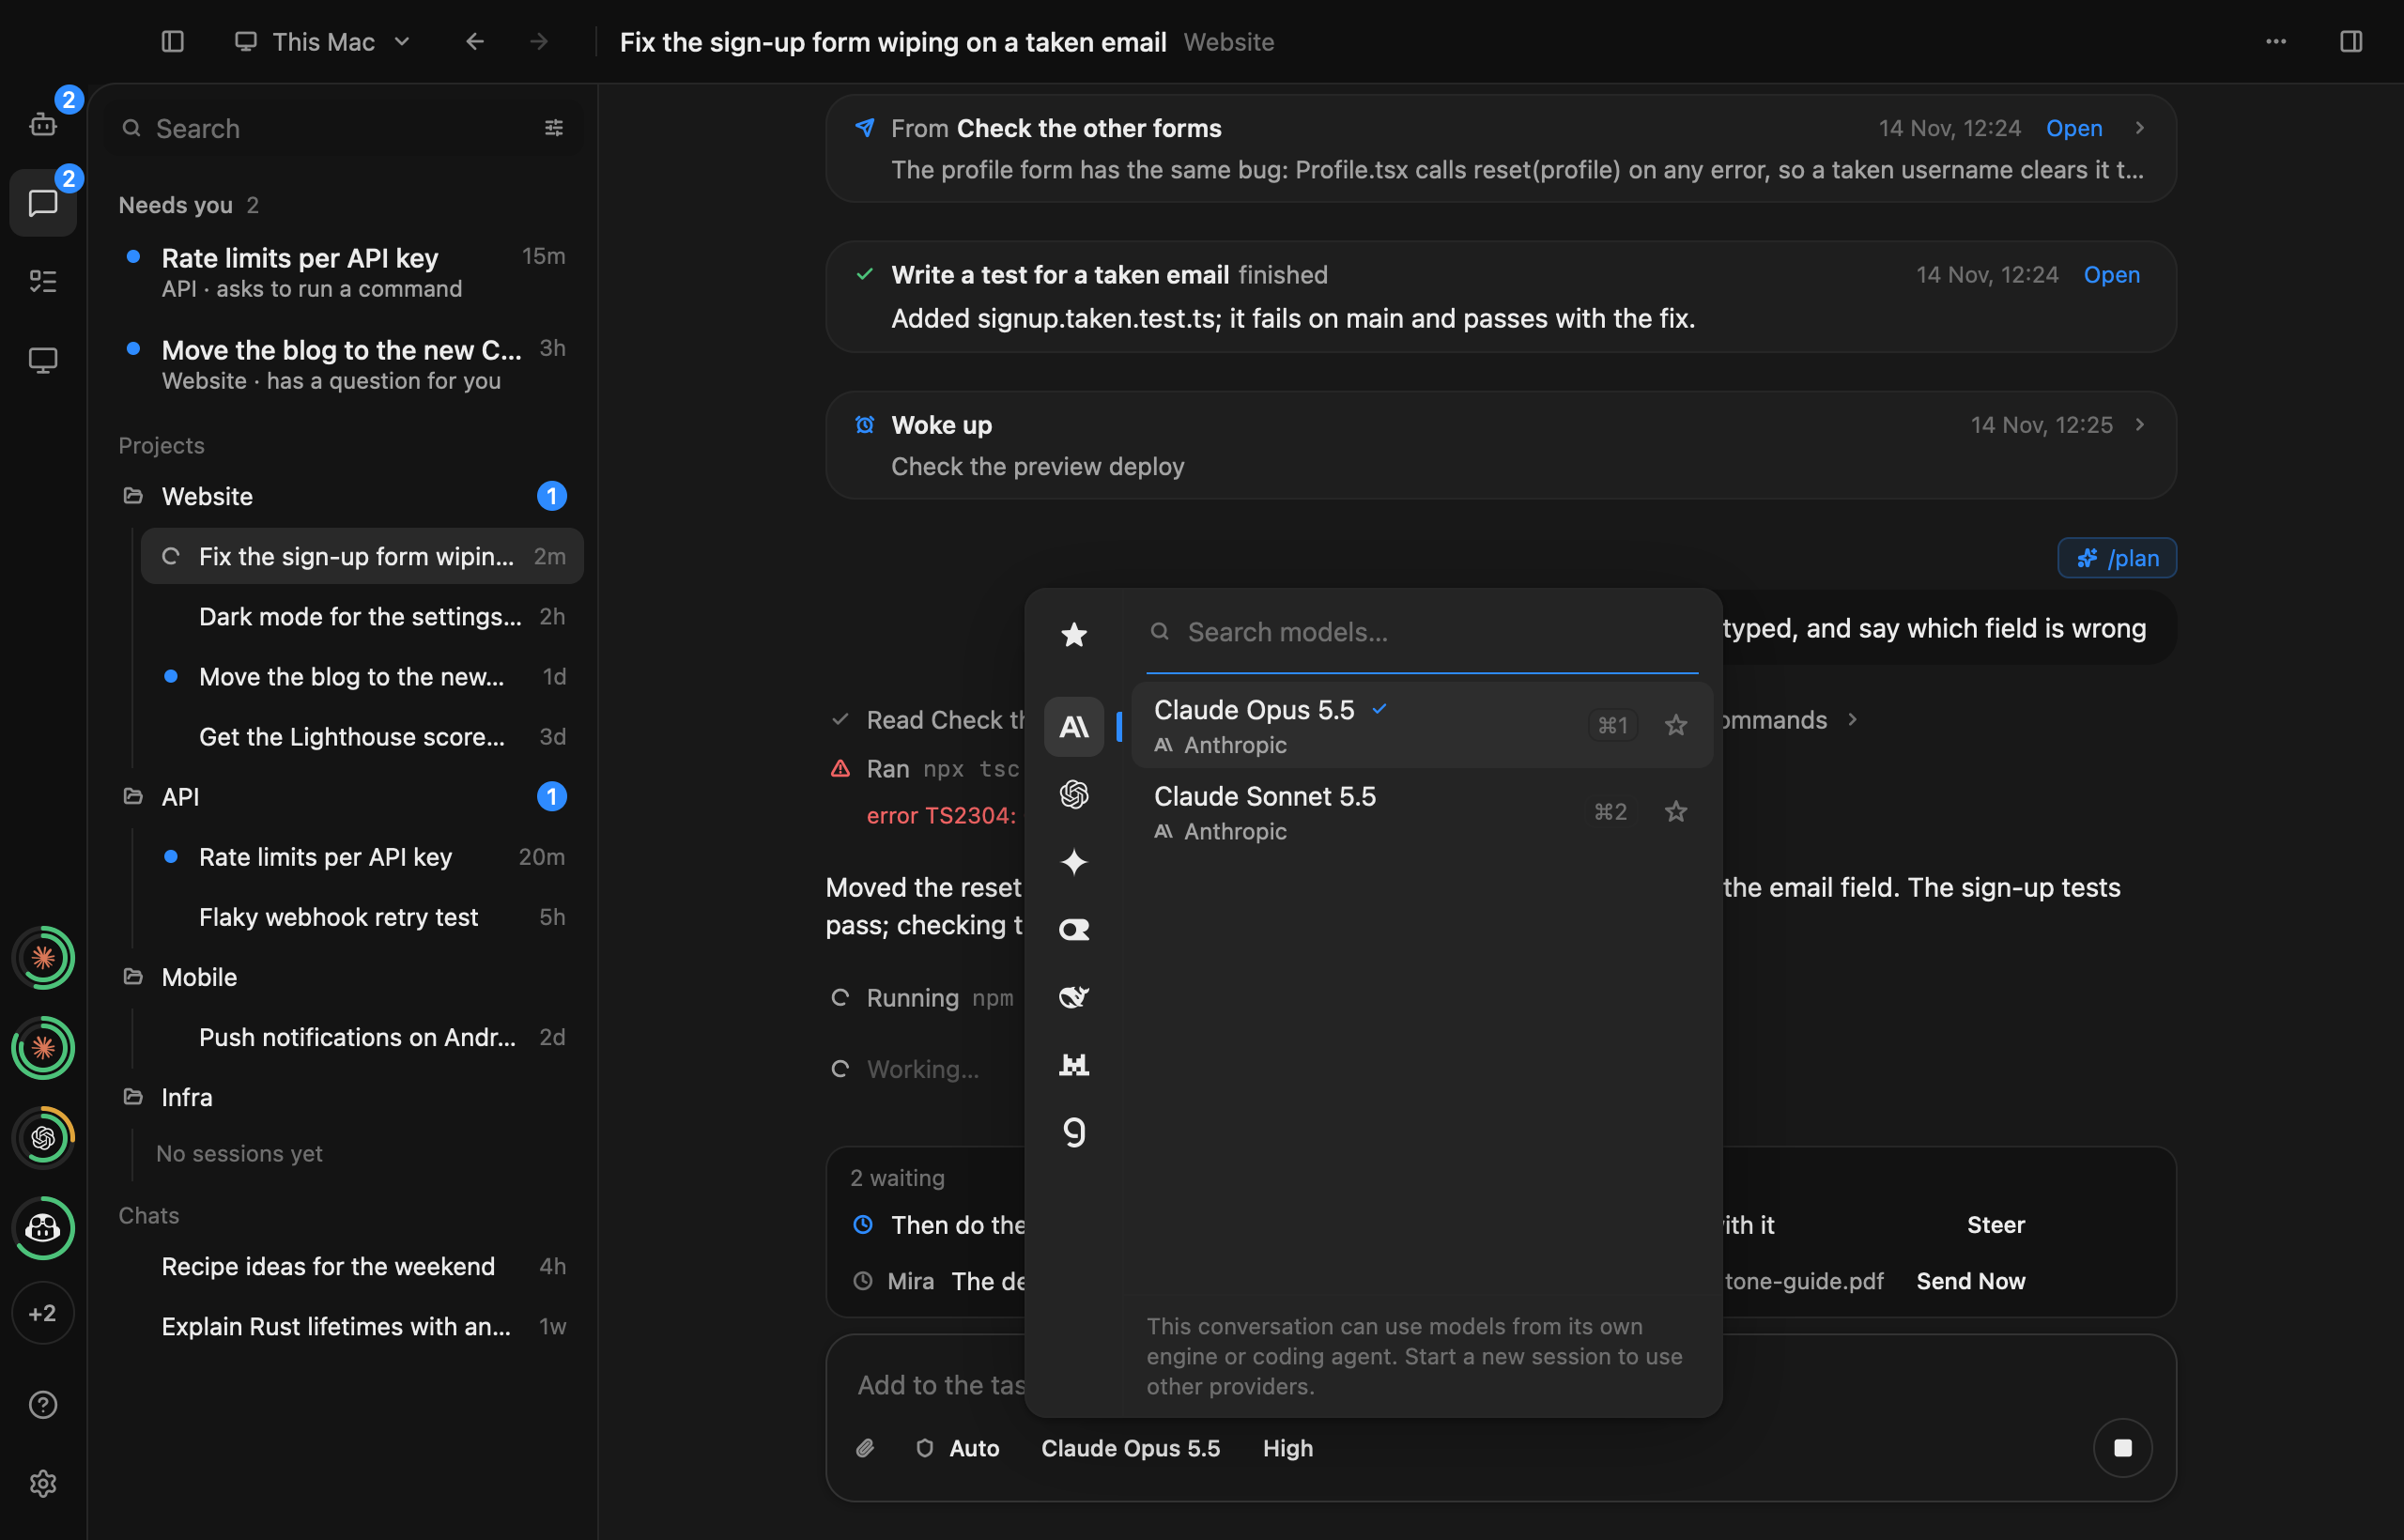 This Mac
Fix the sign-up form wiping on a taken email Website
2
2
Search
Needs you 2
Rate limits per API key 15m
API · asks to run a command
Move the blog to the new C... 3h
Website · has a question for you
Projects
Website 1
Fix the sign-up form wipin... 2m
Dark mode for the settings... 2h
Move the blog to the new... 1d
Get the Lighthouse score... 3d
API 1
Rate limits per API key 20m
Flaky webhook retry test 5h
Mobile
Push notifications on Andr... 2d
Infra
No sessions yet
Chats
Recipe ideas for the weekend 4h
Explain Rust lifetimes with an... 1w
+2
From Check the other forms 14 Nov, 12:24 Open
The profile form has the same bug: Profile.tsx calls reset(profile) on any error, so a taken username clears it t...
Write a test for a taken email finished 14 Nov, 12:24 Open
Added signup.taken.test.ts; it fails on main and passes with the fix.
Woke up 14 Nov, 12:25
Check the preview deploy
/plan
typed, and say which field is wrong
Read Check th ommands
Ran npx tsc
error TS2304:
Moved the reset the email field. The sign-up tests
pass; checking t
Running npm
Working...
2 waiting
Then do the ith it Steer
Mira The de tone-guide.pdf Send Now
Add to the tas
Auto Claude Opus 5.5 High
Search models...
Claude Opus 5.5 ⌘1
Anthropic
Claude Sonnet 5.5 ⌘2
Anthropic
This conversation can use models from its own
engine or coding agent. Start a new session to use
other providers.